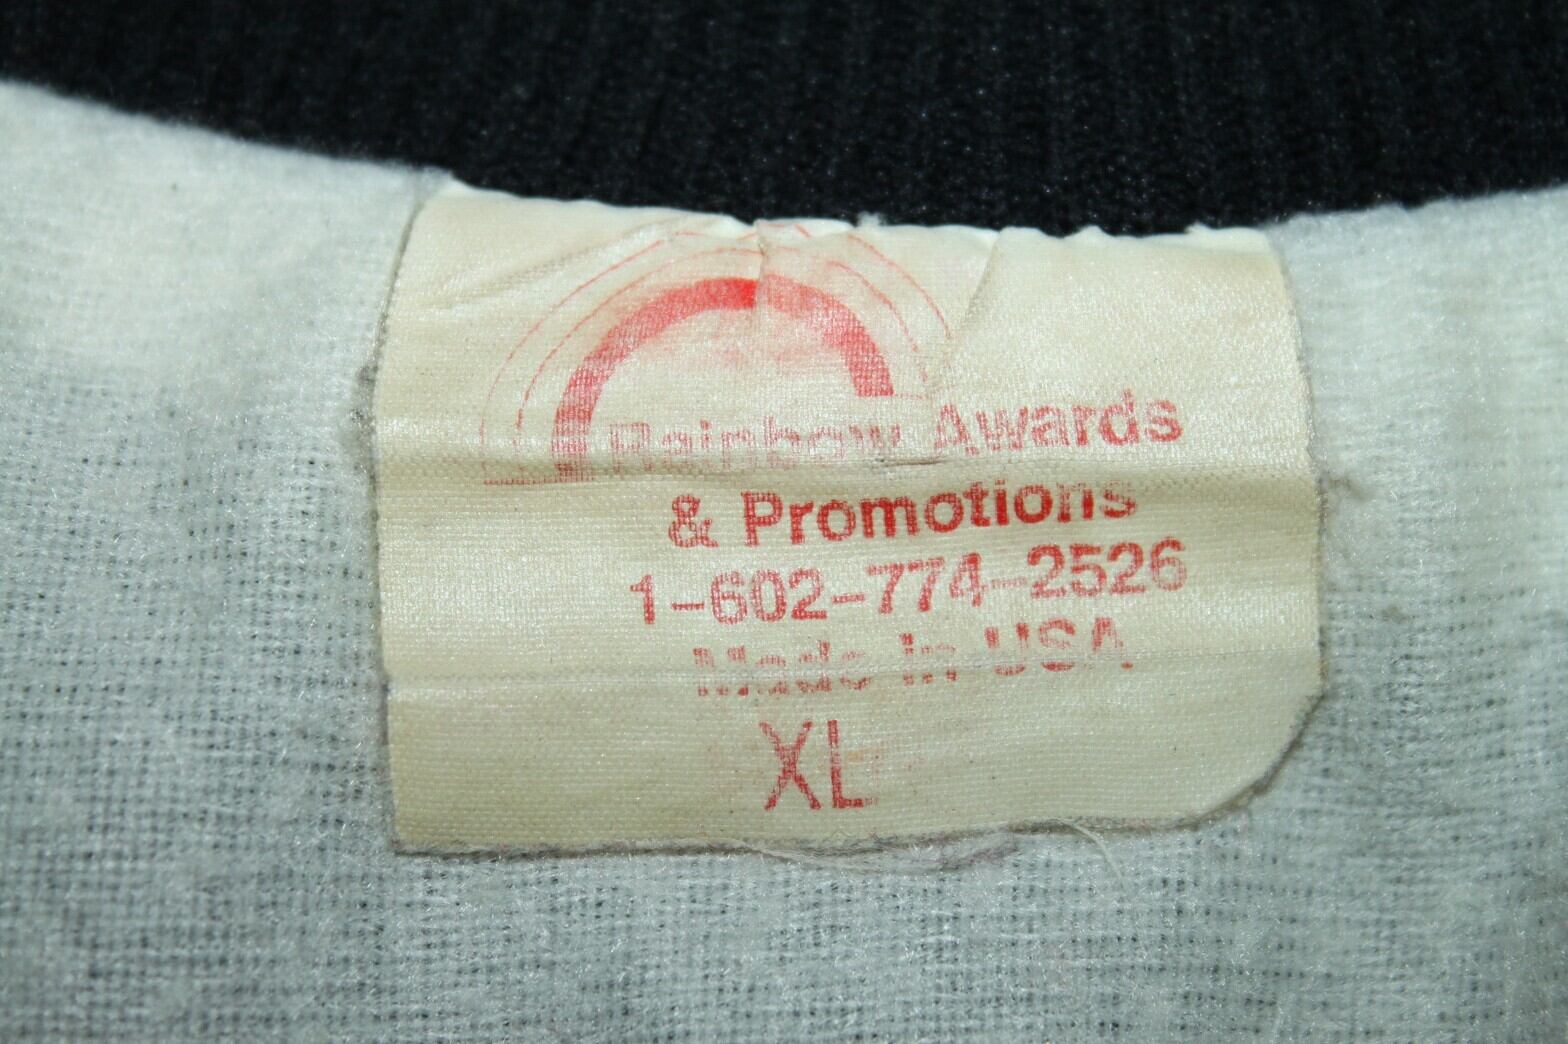 Rainbow Awards
& Promotions
1-602-774-2526
Made in USA
XL